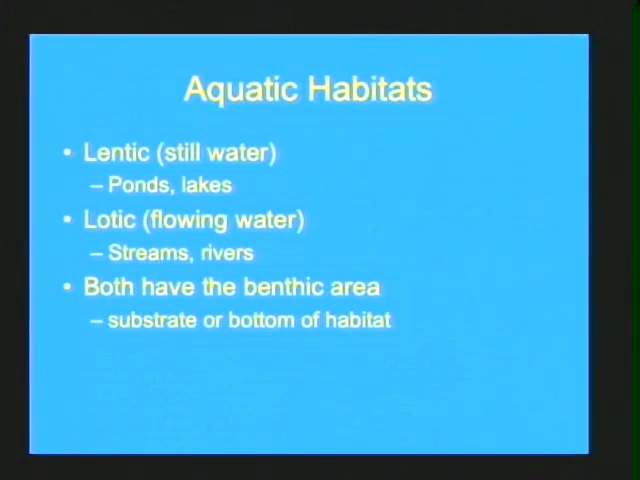 Aquatic Habitats
• Lentic (still water)
– Ponds, lakes
• Lotic (flowing water)
– Streams, rivers
• Both have the benthic area
– substrate or bottom of habitat